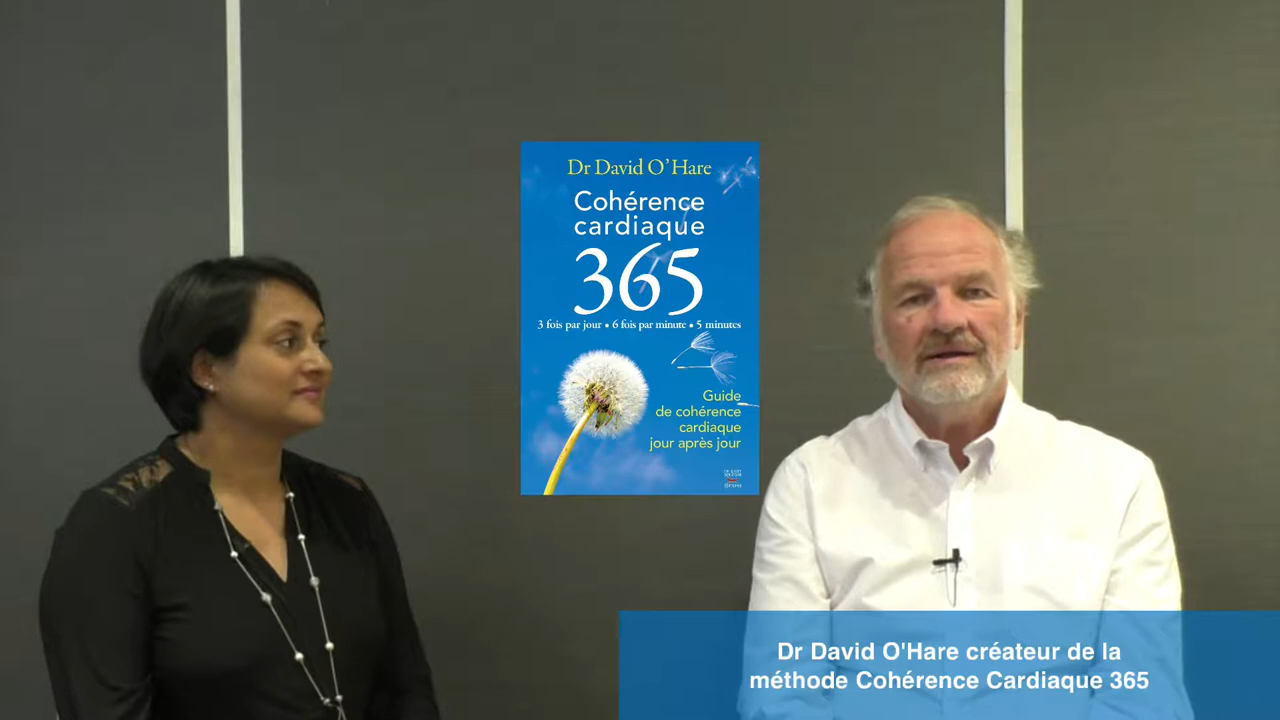 Dr David O'Hare
Cohérence
cardiaque
365
3 fois par jour • 6 fois par minute • 5 minutes
Guide
de cohérence
cardiaque
jour après jour
Dr David O'Hare créateur de la
méthode Cohérence Cardiaque 365